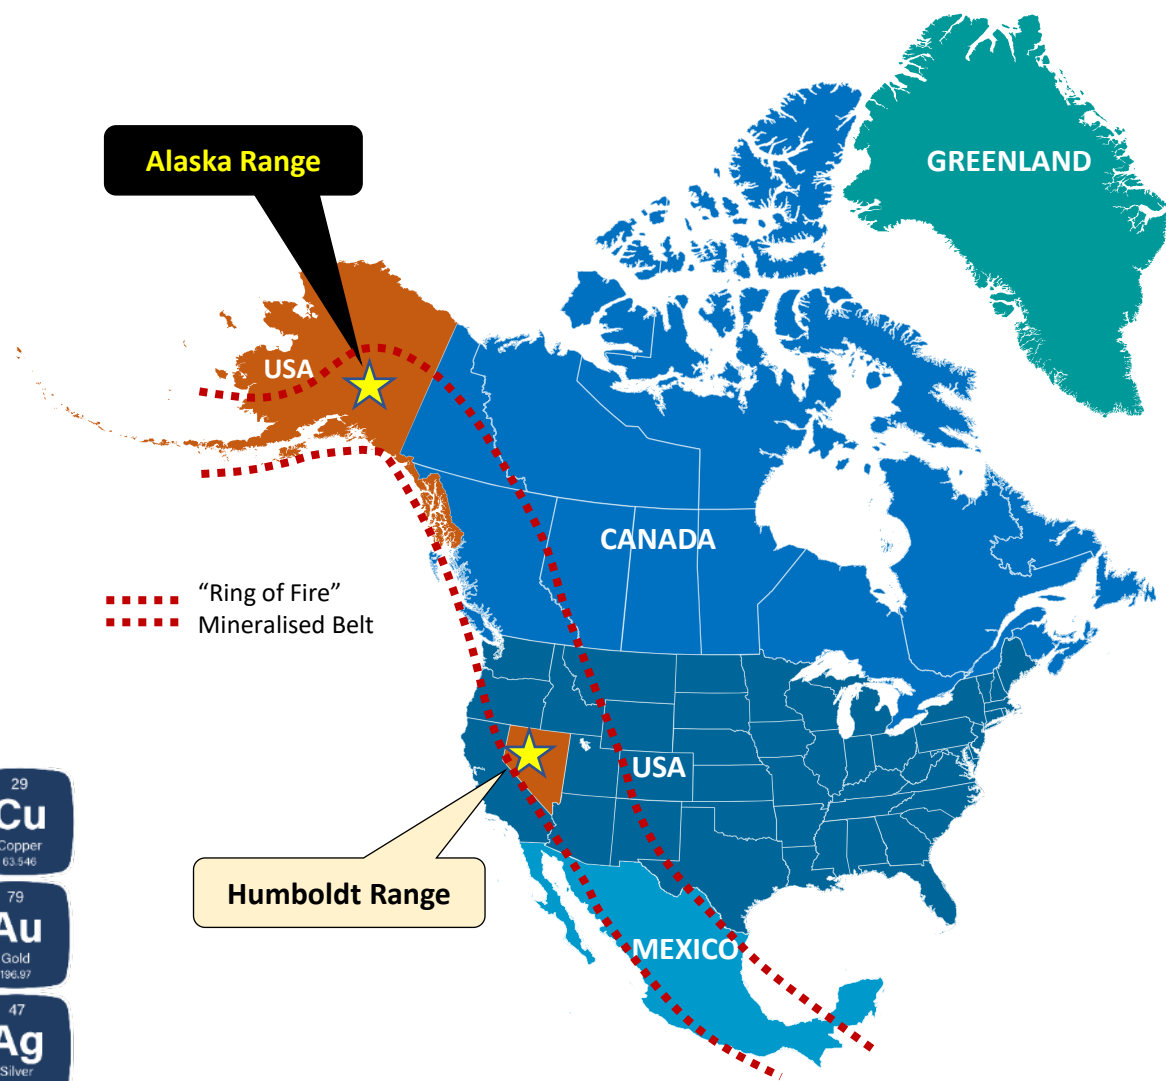 Alaska Range
GREENLAND
USA
CANADA
“Ring of Fire”
Mineralised Belt
USA
Humboldt Range
MEXICO
29
Cu
Copper
63.546
79
Au
Gold
196.97
47
Ag
Silver